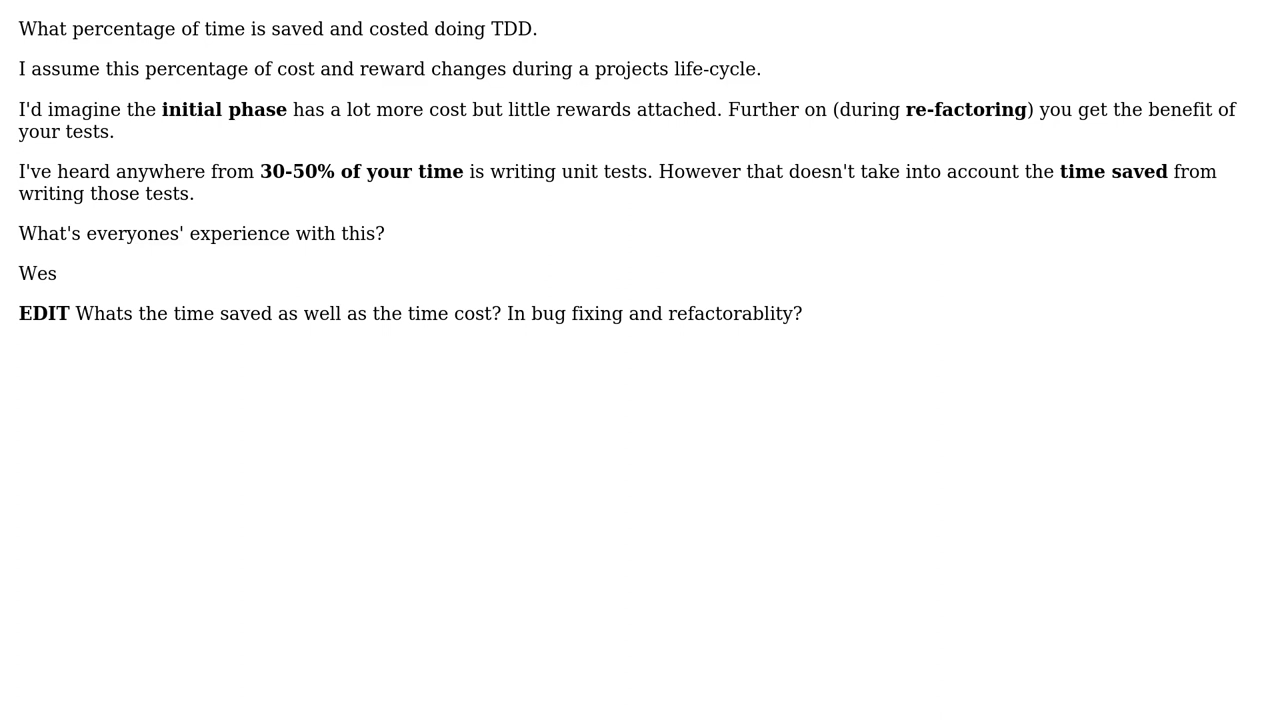 What percentage of time is saved and costed doing TDD.
I assume this percentage of cost and reward changes during a projects life-cycle.
I'd imagine the initial phase has a lot more cost but little rewards attached. Further on (during re-factoring) you get the benefit of
your tests.
I've heard anywhere from 30-50% of your time is writing unit tests. However that doesn't take into account the time saved from
writing those tests.
What's everyones' experience with this?
Wes
EDIT Whats the time saved as well as the time cost? In bug fixing and refactorablity?